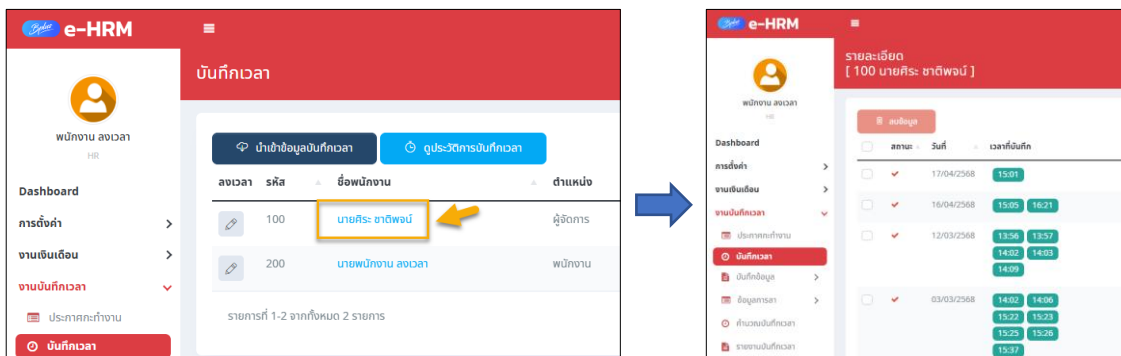 Bplus e-HRM
บันทึกเวลา
พนักงาน ลงเวลา
HR
Dashboard
การตั้งค่า
งานเงินเดือน
งานบันทึกเวลา
ประกาศกะทำงาน
บันทึกเวลา
นำเข้าข้อมูลบันทึกเวลา ดูประวัติการบันทึกเวลา
ลงเวลา รหัส ชื่อพนักงาน ตำแหน่ง
100 นายศิระ ชาติพจน์ ผู้จัดการ
200 นายพนักงาน ลงเวลา พนักงาน
รายการที่ 1-2 จากทั้งหมด 2 รายการ
Bplus e-HRM
รายละเอียด
[ 100 นายศิระ ชาติพจน์ ]
พนักงาน ลงเวลา
HR
Dashboard
การตั้งค่า
งานเงินเดือน
งานบันทึกเวลา
ประกาศกะทำงาน
บันทึกเวลา
บันทึกข้อมูล
ข้อมูลการลา
คำนวณบันทึกเวลา
รายงานบันทึกเวลา
ลบข้อมูล
สถานะ วันที่ เวลาที่บันทึก
17/04/2568 15:01
16/04/2568 15:05 16:21
12/03/2568 13:56 13:57
14:02 14:03
14:09
03/03/2568 14:02 14:06
15:22 15:23
15:25 15:26
15:37